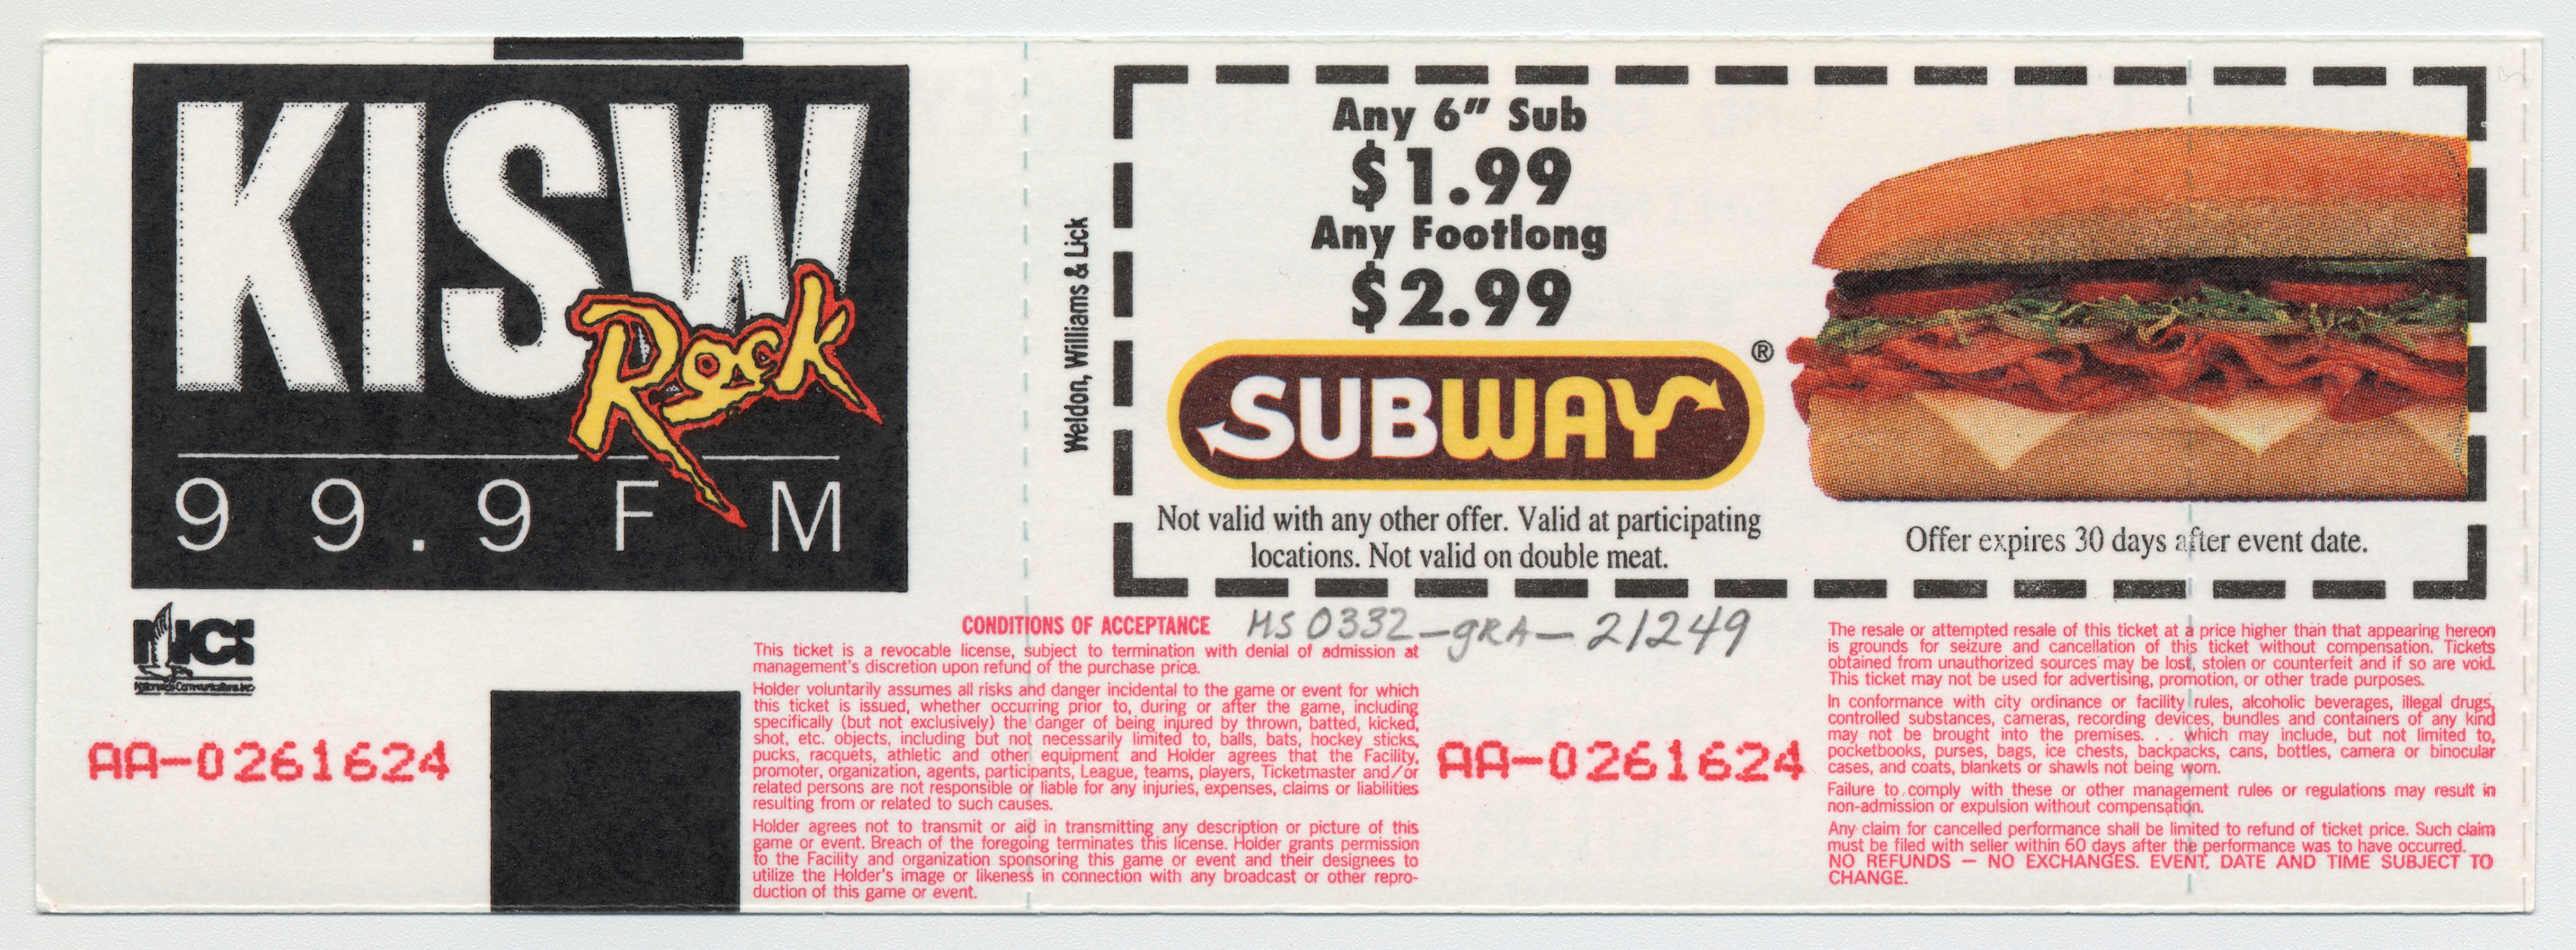 KISW
Rock
99.9 FM
NCI
Nationwide Communications Inc.
AA-0261624
Weldon, Williams & Lick
Any 6" Sub
$1.99
Any Footlong
$2.99
SUBWAY®
Not valid with any other offer. Valid at participating
locations. Not valid on double meat.
Offer expires 30 days after event date.
MS0332-gRA-21249
CONDITIONS OF ACCEPTANCE
This ticket is a revocable license, subject to termination with denial of admission at
management's discretion upon refund of the purchase price.
Holder voluntarily assumes all risks and danger incidental to the game or event for which
this ticket is issued, whether occurring prior to, during or after the game, including
specifically (but not exclusively) the danger of being injured by thrown, batted, kicked,
shot, etc. objects, including but not necessarily limited to, balls, bats, hockey sticks,
pucks, racquets, athletic and other equipment and Holder agrees that the Facility,
promoter, organization, agents, participants, League, teams, players, Ticketmaster and/or
related persons are not responsible or liable for any injuries, expenses, claims or liabilities
resulting from or related to such causes.
Holder agrees not to transmit or aid in transmitting any description or picture of this
game or event. Breach of the foregoing terminates this license. Holder grants permission
to the Facility and organization sponsoring this game or event and their designees to
utilize the Holder's image or likeness in connection with any broadcast or other repro-
duction of this game or event.
AA-0261624
The resale or attempted resale of this ticket at a price higher than that appearing hereon
is grounds for seizure and cancellation of this ticket without compensation. Tickets
obtained from unauthorized sources may be lost, stolen or counterfeit and if so are void.
This ticket may not be used for advertising, promotion, or other trade purposes.
In conformance with city ordinance or facility rules, alcoholic beverages, illegal drugs,
controlled substances, cameras, recording devices, bundles and containers of any kind
may not be brought into the premises. . . which may include, but not limited to,
pocketbooks, purses, bags, ice chests, backpacks, cans, bottles, camera or binocular
cases, and coats, blankets or shawls not being worn.
Failure to comply with these or other management rules or regulations may result in
non-admission or expulsion without compensation.
Any claim for cancelled performance shall be limited to refund of ticket price. Such claim
must be filed with seller within 60 days after the performance was to have occurred.
NO REFUNDS — NO EXCHANGES. EVENT, DATE AND TIME SUBJECT TO
CHANGE.